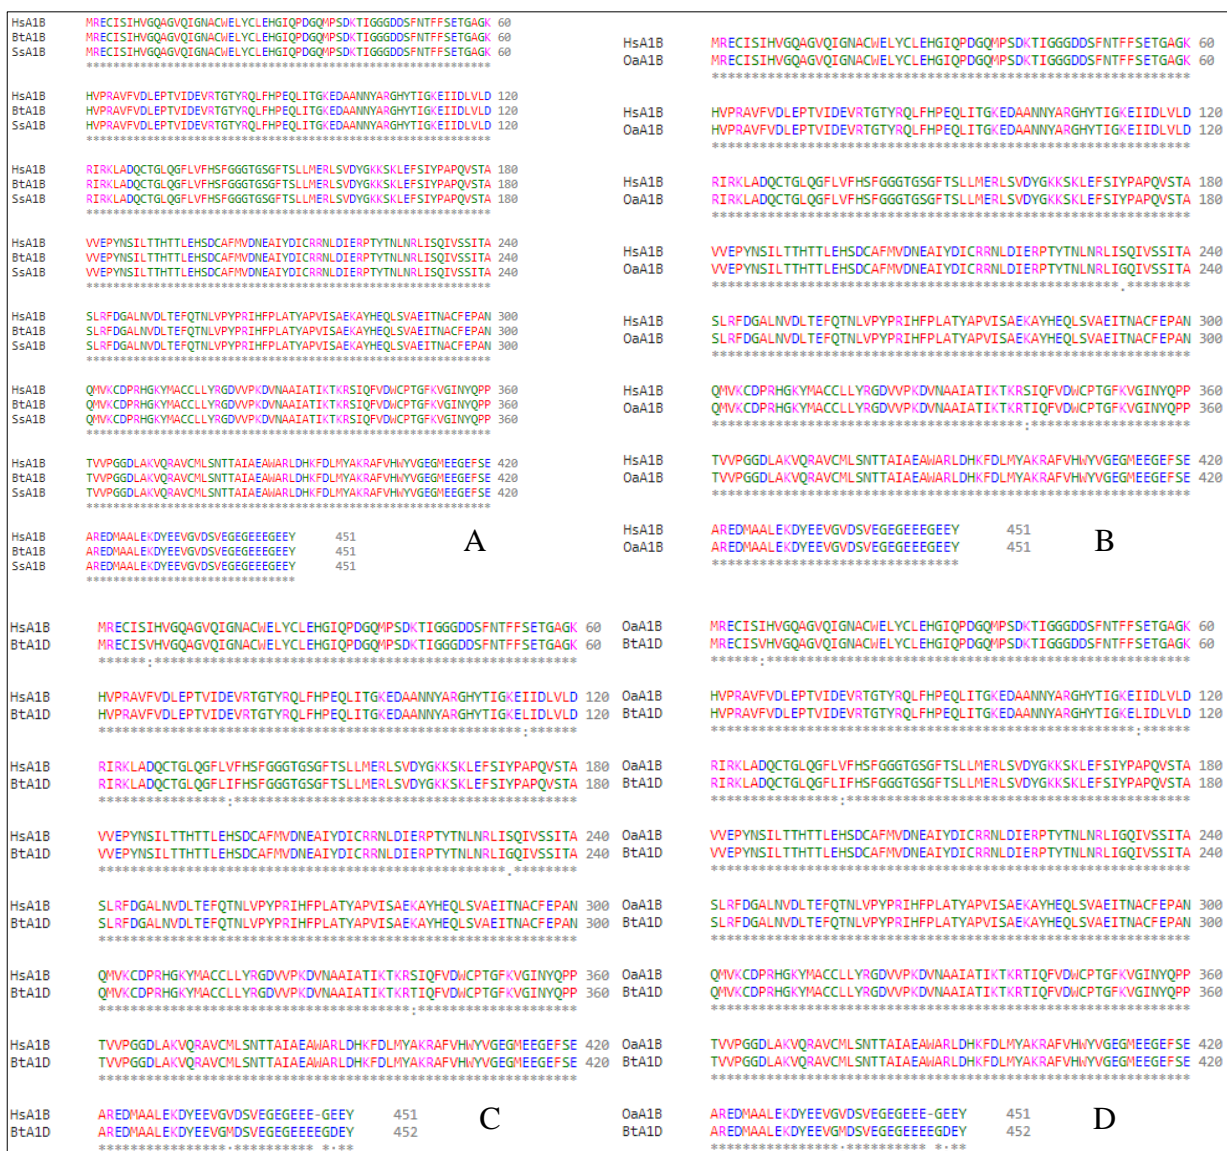 HsA1B MRECISIHVGQAGVQIGNACWELYCLEHGIQPDGQMPSDKTIGGGDDSFNTFFSETGAGK 60
BtA1B MRECISIHVGQAGVQIGNACWELYCLEHGIQPDGQMPSDKTIGGGDDSFNTFFSETGAGK 60
SsA1B MRECISIHVGQAGVQIGNACWELYCLEHGIQPDGQMPSDKTIGGGDDSFNTFFSETGAGK 60
************************************************************
HsA1B HVPRAVFVDLEPTVIDEVRTGTYRQLFHPEQLITGKEDAANNYARGHYTIGKEIIDLVLD 120
BtA1B HVPRAVFVDLEPTVIDEVRTGTYRQLFHPEQLITGKEDAANNYARGHYTIGKEIIDLVLD 120
SsA1B HVPRAVFVDLEPTVIDEVRTGTYRQLFHPEQLITGKEDAANNYARGHYTIGKEIIDLVLD 120
************************************************************
HsA1B RIRKLADQCTGLQGFLVFHSFGGGTGSGFTSLLMERLSVDYGKKSKLEFSIYPAPQVSTA 180
BtA1B RIRKLADQCTGLQGFLVFHSFGGGTGSGFTSLLMERLSVDYGKKSKLEFSIYPAPQVSTA 180
SsA1B RIRKLADQCTGLQGFLVFHSFGGGTGSGFTSLLMERLSVDYGKKSKLEFSIYPAPQVSTA 180
************************************************************
HsA1B VVEPYNSILTTHTTLEHSDCAFMVDNEAIYDICRRNLDIERPTYTNLNRLISQIVSSITA 240
BtA1B VVEPYNSILTTHTTLEHSDCAFMVDNEAIYDICRRNLDIERPTYTNLNRLISQIVSSITA 240
SsA1B VVEPYNSILTTHTTLEHSDCAFMVDNEAIYDICRRNLDIERPTYTNLNRLISQIVSSITA 240
************************************************************
HsA1B SLRFDGALNVDLTEFQTNLVPYPRIHFPLATYAPVISAEKAYHEQLSVAEITNACFEPAN 300
BtA1B SLRFDGALNVDLTEFQTNLVPYPRIHFPLATYAPVISAEKAYHEQLSVAEITNACFEPAN 300
SsA1B SLRFDGALNVDLTEFQTNLVPYPRIHFPLATYAPVISAEKAYHEQLSVAEITNACFEPAN 300
************************************************************
HsA1B QMVKCDPRHGKYMACCLLYRGDVVPKDVNAAIATIKTKRSIQFVDWCPTGFKVGINYQPP 360
BtA1B QMVKCDPRHGKYMACCLLYRGDVVPKDVNAAIATIKTKRSIQFVDWCPTGFKVGINYQPP 360
SsA1B QMVKCDPRHGKYMACCLLYRGDVVPKDVNAAIATIKTKRSIQFVDWCPTGFKVGINYQPP 360
************************************************************
HsA1B TVVPGGDLAKVQRAVCMLSNTTAIAEAWARLDHKFDLMYAKRAFVHWYVGEGMEEGEFSE 420
BtA1B TVVPGGDLAKVQRAVCMLSNTTAIAEAWARLDHKFDLMYAKRAFVHWYVGEGMEEGEFSE 420
SsA1B TVVPGGDLAKVQRAVCMLSNTTAIAEAWARLDHKFDLMYAKRAFVHWYVGEGMEEGEFSE 420
************************************************************
HsA1B AREDMAALEKDYEEVGVDSVEGEGEEEGEEY 451
BtA1B AREDMAALEKDYEEVGVDSVEGEGEEEGEEY 451
SsA1B AREDMAALEKDYEEVGVDSVEGEGEEEGEEY 451
*******************************
A
HsA1B MRECISIHVGQAGVQIGNACWELYCLEHGIQPDGQMPSDKTIGGGDDSFNTFFSETGAGK 60
OaA1B MRECISIHVGQAGVQIGNACWELYCLEHGIQPDGQMPSDKTIGGGDDSFNTFFSETGAGK 60
************************************************************
HsA1B HVPRAVFVDLEPTVIDEVRTGTYRQLFHPEQLITGKEDAANNYARGHYTIGKEIIDLVLD 120
OaA1B HVPRAVFVDLEPTVIDEVRTGTYRQLFHPEQLITGKEDAANNYARGHYTIGKEIIDLVLD 120
************************************************************
HsA1B RIRKLADQCTGLQGFLVFHSFGGGTGSGFTSLLMERLSVDYGKKSKLEFSIYPAPQVSTA 180
OaA1B RIRKLADQCTGLQGFLVFHSFGGGTGSGFTSLLMERLSVDYGKKSKLEFSIYPAPQVSTA 180
************************************************************
HsA1B VVEPYNSILTTHTTLEHSDCAFMVDNEAIYDICRRNLDIERPTYTNLNRLISQIVSSITA 240
OaA1B VVEPYNSILTTHTTLEHSDCAFMVDNEAIYDICRRNLDIERPTYTNLNRLIGQIVSSITA 240
***************************************************.********
HsA1B SLRFDGALNVDLTEFQTNLVPYPRIHFPLATYAPVISAEKAYHEQLSVAEITNACFEPAN 300
OaA1B SLRFDGALNVDLTEFQTNLVPYPRIHFPLATYAPVISAEKAYHEQLSVAEITNACFEPAN 300
************************************************************
HsA1B QMVKCDPRHGKYMACCLLYRGDVVPKDVNAAIATIKTKRSIQFVDWCPTGFKVGINYQPP 360
OaA1B QMVKCDPRHGKYMACCLLYRGDVVPKDVNAAIATIKTKRTIQFVDWCPTGFKVGINYQPP 360
***************************************:********************
HsA1B TVVPGGDLAKVQRAVCMLSNTTAIAEAWARLDHKFDLMYAKRAFVHWYVGEGMEEGEFSE 420
OaA1B TVVPGGDLAKVQRAVCMLSNTTAIAEAWARLDHKFDLMYAKRAFVHWYVGEGMEEGEFSE 420
************************************************************
HsA1B AREDMAALEKDYEEVGVDSVEGEGEEEGEEY 451
OaA1B AREDMAALEKDYEEVGVDSVEGEGEEEGEEY 451
*******************************
B
HsA1B MRECISIHVGQAGVQIGNACWELYCLEHGIQPDGQMPSDKTIGGGDDSFNTFFSETGAGK 60
BtA1D MRECISVHVGQAGVQIGNACWELYCLEHGIQPDGQMPSDKTIGGGDDSFNTFFSETGAGK 60
******:*****************************************************
HsA1B HVPRAVFVDLEPTVIDEVRTGTYRQLFHPEQLITGKEDAANNYARGHYTIGKEIIDLVLD 120
BtA1D HVPRAVFVDLEPTVIDEVRTGTYRQLFHPEQLITGKEDAANNYARGHYTIGKELIDLVLD 120
*****************************************************:******
HsA1B RIRKLADQCTGLQGFLVFHSFGGGTGSGFTSLLMERLSVDYGKKSKLEFSIYPAPQVSTA 180
BtA1D RIRKLADQCTGLQGFLIFHSFGGGTGSGFTSLLMERLSVDYGKKSKLEFSIYPAPQVSTA 180
****************:*******************************************
HsA1B VVEPYNSILTTHTTLEHSDCAFMVDNEAIYDICRRNLDIERPTYTNLNRLISQIVSSITA 240
BtA1D VVEPYNSILTTHTTLEHSDCAFMVDNEAIYDICRRNLDIERPTYTNLNRLIGQIVSSITA 240
***************************************************.********
HsA1B SLRFDGALNVDLTEFQTNLVPYPRIHFPLATYAPVISAEKAYHEQLSVAEITNACFEPAN 300
BtA1D SLRFDGALNVDLTEFQTNLVPYPRIHFPLATYAPVISAEKAYHEQLSVAEITNACFEPAN 300
************************************************************
HsA1B QMVKCDPRHGKYMACCLLYRGDVVPKDVNAAIATIKTKRSIQFVDWCPTGFKVGINYQPP 360
BtA1D QMVKCDPRHGKYMACCLLYRGDVVPKDVNAAIATIKTKRTIQFVDWCPTGFKVGINYQPP 360
***************************************:********************
HsA1B TVVPGGDLAKVQRAVCMLSNTTAIAEAWARLDHKFDLMYAKRAFVHWYVGEGMEEGEFSE 420
BtA1D TVVPGGDLAKVQRAVCMLSNTTAIAEAWARLDHKFDLMYAKRAFVHWYVGEGMEEGEFSE 420
************************************************************
HsA1B AREDMAALEKDYEEVGVDSVEGEGEEE-GEEY 451
BtA1D AREDMAALEKDYEEVGMDSVEGEGEEEEGDEY 452
****************.********** *.**
C
OaA1B MRECISIHVGQAGVQIGNACWELYCLEHGIQPDGQMPSDKTIGGGDDSFNTFFSETGAGK 60
BtA1D MRECISVHVGQAGVQIGNACWELYCLEHGIQPDGQMPSDKTIGGGDDSFNTFFSETGAGK 60
******:*****************************************************
OaA1B HVPRAVFVDLEPTVIDEVRTGTYRQLFHPEQLITGKEDAANNYARGHYTIGKEIIDLVLD 120
BtA1D HVPRAVFVDLEPTVIDEVRTGTYRQLFHPEQLITGKEDAANNYARGHYTIGKELIDLVLD 120
*****************************************************:******
OaA1B RIRKLADQCTGLQGFLVFHSFGGGTGSGFTSLLMERLSVDYGKKSKLEFSIYPAPQVSTA 180
BtA1D RIRKLADQCTGLQGFLIFHSFGGGTGSGFTSLLMERLSVDYGKKSKLEFSIYPAPQVSTA 180
****************:*******************************************
OaA1B VVEPYNSILTTHTTLEHSDCAFMVDNEAIYDICRRNLDIERPTYTNLNRLIGQIVSSITA 240
BtA1D VVEPYNSILTTHTTLEHSDCAFMVDNEAIYDICRRNLDIERPTYTNLNRLIGQIVSSITA 240
************************************************************
OaA1B SLRFDGALNVDLTEFQTNLVPYPRIHFPLATYAPVISAEKAYHEQLSVAEITNACFEPAN 300
BtA1D SLRFDGALNVDLTEFQTNLVPYPRIHFPLATYAPVISAEKAYHEQLSVAEITNACFEPAN 300
************************************************************
OaA1B QMVKCDPRHGKYMACCLLYRGDVVPKDVNAAIATIKTKRTIQFVDWCPTGFKVGINYQPP 360
BtA1D QMVKCDPRHGKYMACCLLYRGDVVPKDVNAAIATIKTKRTIQFVDWCPTGFKVGINYQPP 360
************************************************************
OaA1B TVVPGGDLAKVQRAVCMLSNTTAIAEAWARLDHKFDLMYAKRAFVHWYVGEGMEEGEFSE 420
BtA1D TVVPGGDLAKVQRAVCMLSNTTAIAEAWARLDHKFDLMYAKRAFVHWYVGEGMEEGEFSE 420
************************************************************
OaA1B AREDMAALEKDYEEVGVDSVEGEGEEE-GEEY 451
BtA1D AREDMAALEKDYEEVGMDSVEGEGEEEEGDEY 452
****************.********** *.**
D